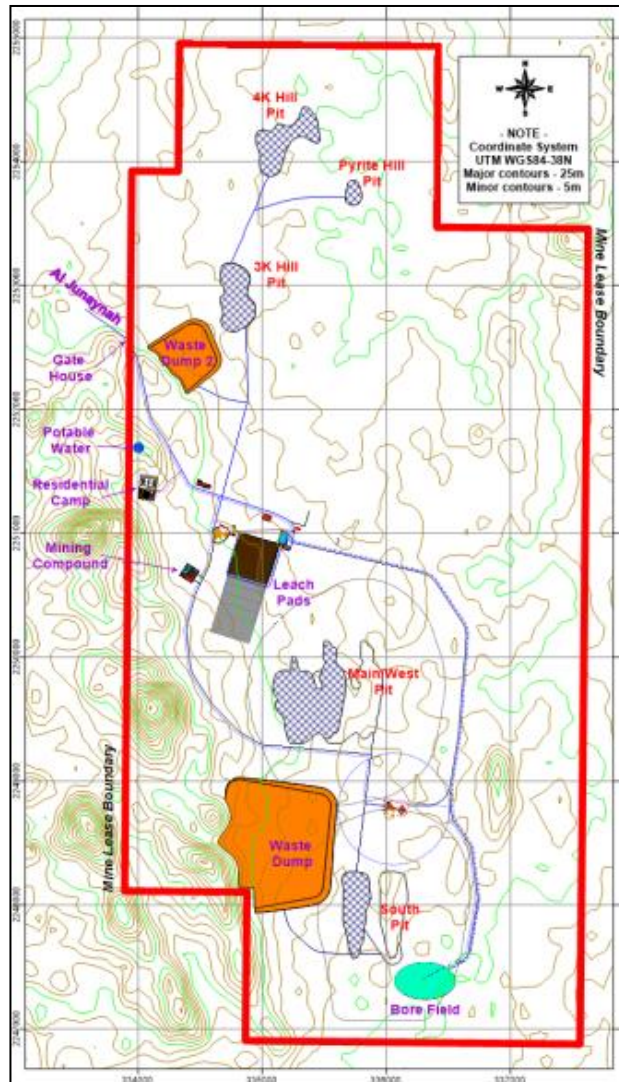 N
W E
S
- NOTE -
Coordinate System
UTM WGS84-38N
Major contours - 25m
Minor contours - 5m
4K Hill
Pit
Pyrite Hill
Pit
Mine Lease Boundary
3K Hill
Pit
Al Junaynah
Gate
House
Waste
Dump 2
Potable
Water
Residential
Camp
Mining
Compound
Leach
Pads
Main West
Pit
Mine Lease Boundary
Waste
Dump
South
Pit
Bore Field
334000